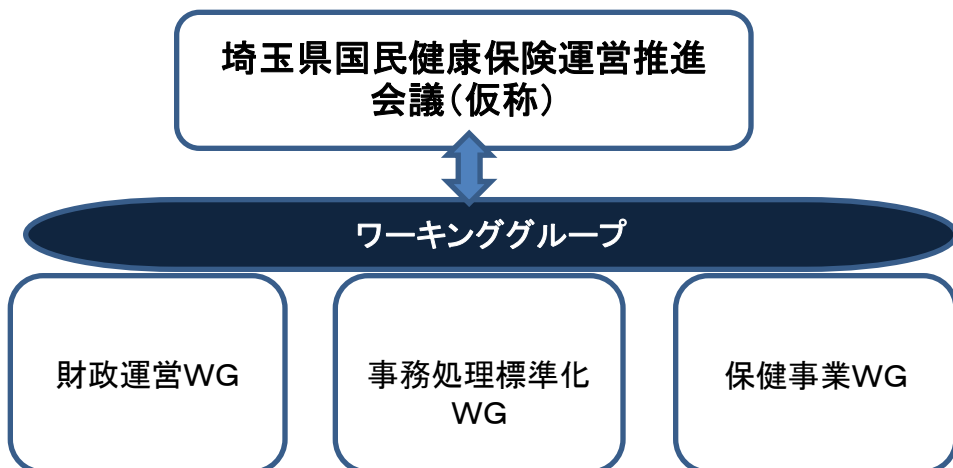 埼玉県国民健康保険運営推進
会議（仮称）
ワーキンググループ
財政運営WG
事務処理標準化
WG
保健事業WG